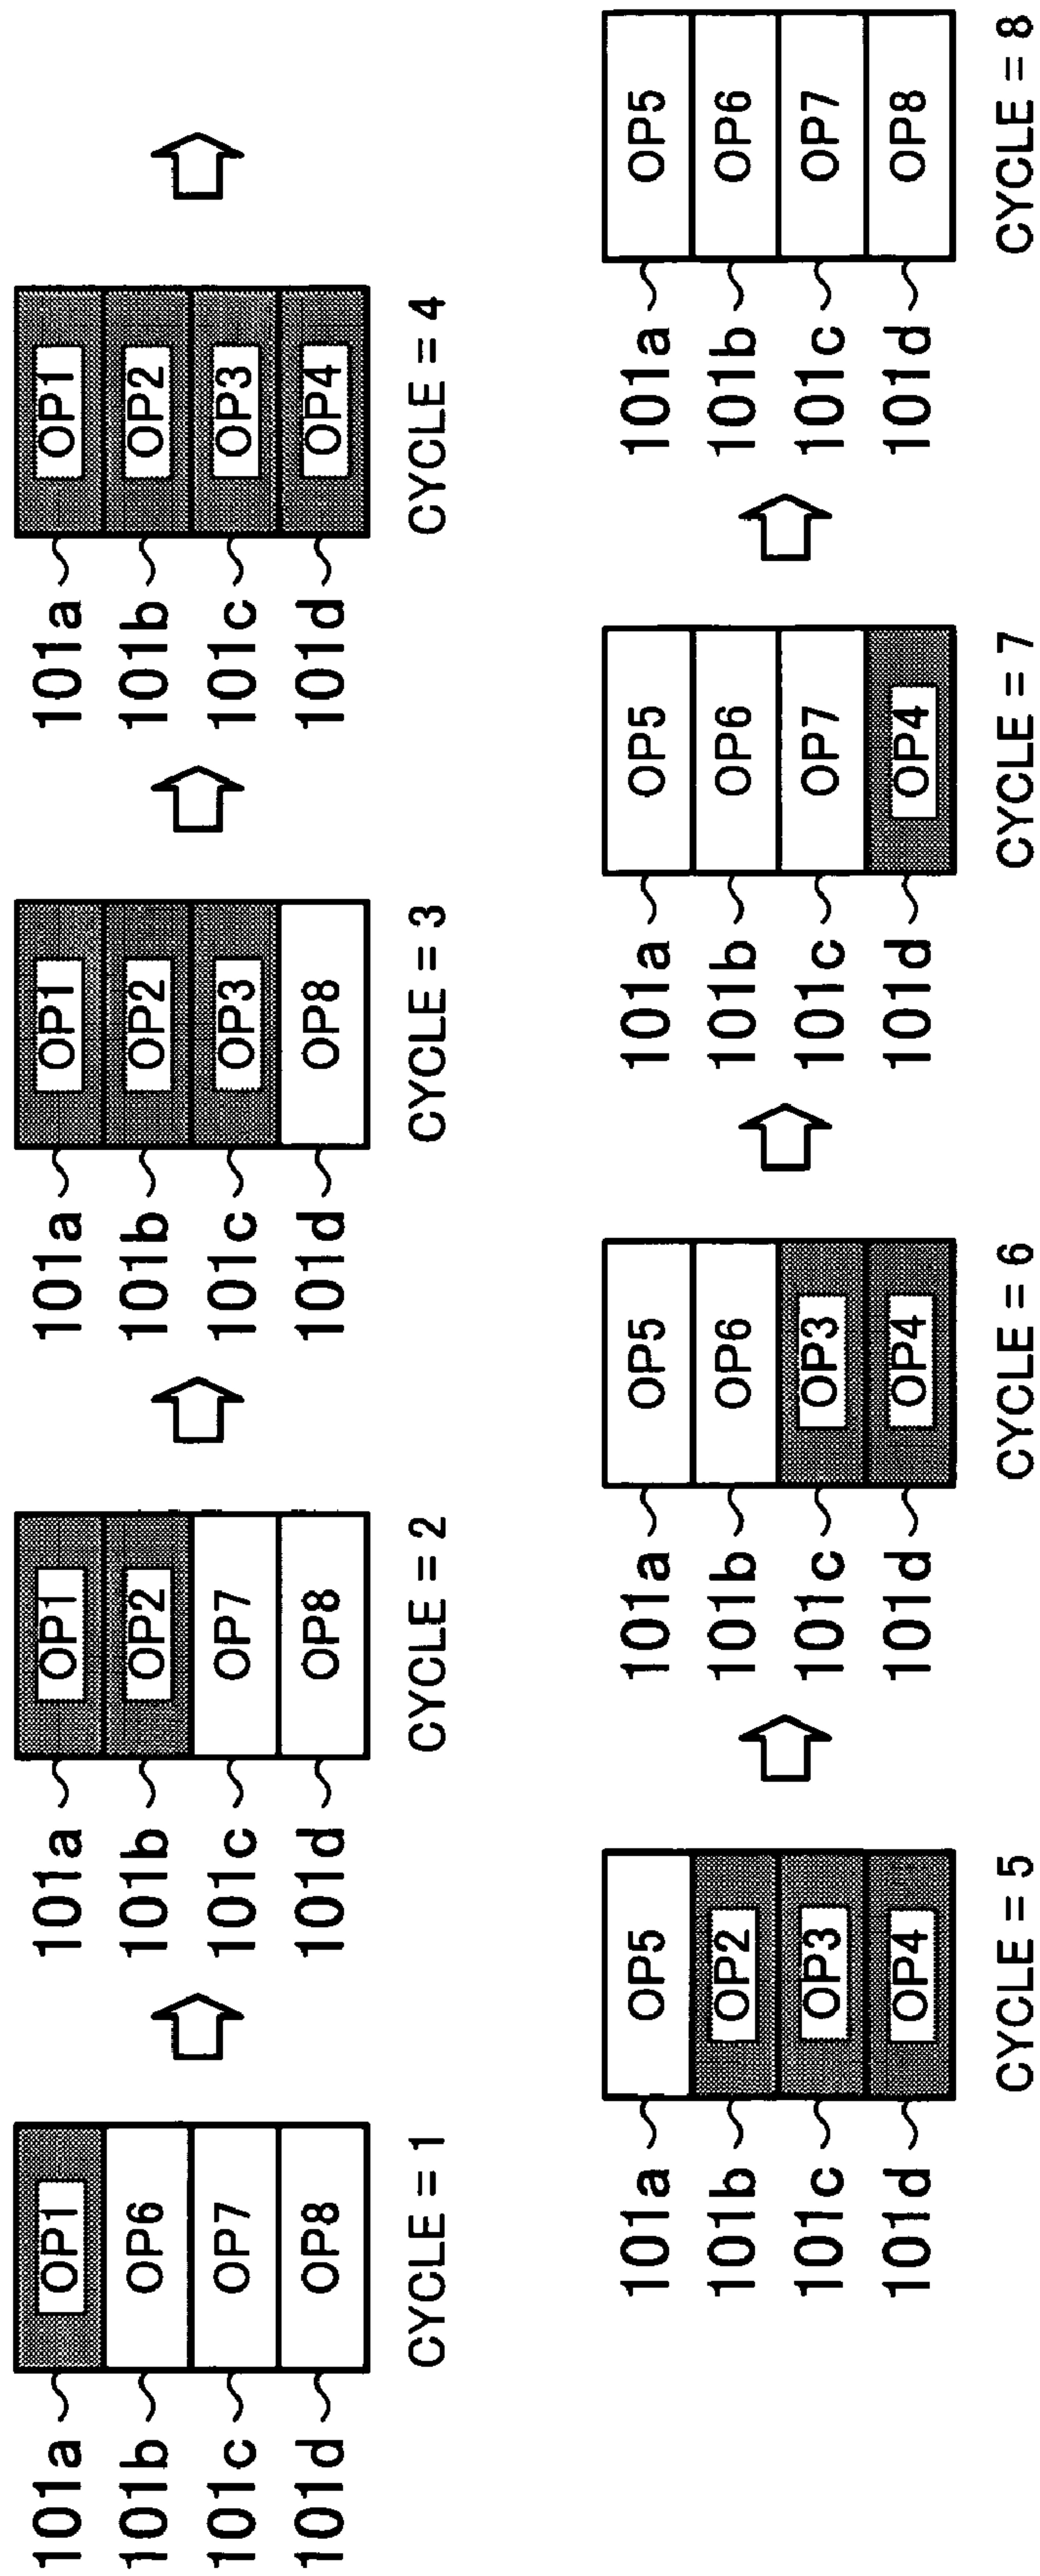 101a OP1
101b OP6
101c OP7
101d OP8
CYCLE = 1
101a OP1
101b OP2
101c OP7
101d OP8
CYCLE = 2
101a OP1
101b OP2
101c OP3
101d OP8
CYCLE = 3
101a OP1
101b OP2
101c OP3
101d OP4
CYCLE = 4
101a OP5
101b OP2
101c OP3
101d OP4
CYCLE = 5
101a OP5
101b OP6
101c OP3
101d OP4
CYCLE = 6
101a OP5
101b OP6
101c OP7
101d OP4
CYCLE = 7
101a OP5
101b OP6
101c OP7
101d OP8
CYCLE = 8